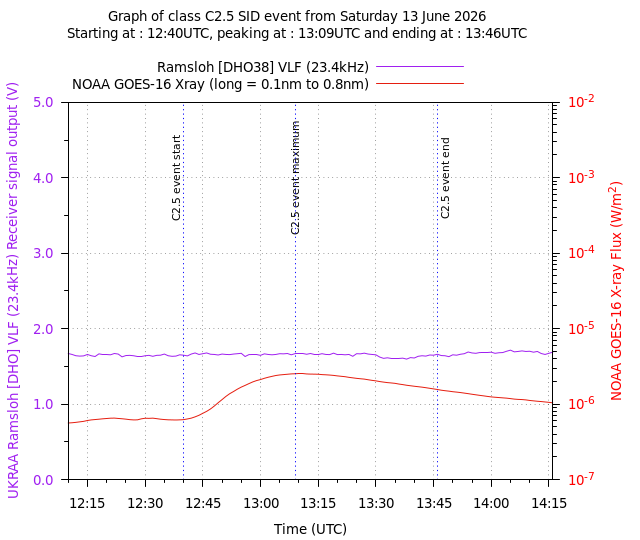 Graph of class C2.5 SID event from Saturday 13 June 2026
Starting at : 12:40UTC, peaking at : 13:09UTC and ending at : 13:46UTC
Ramsloh [DHO38] VLF (23.4kHz)
NOAA GOES-16 Xray (long = 0.1nm to 0.8nm)
UKRAA Ramsloh [DHO] VLF (23.4kHz) Receiver signal output (V)
5.0
4.0
3.0
2.0
1.0
0.0
C2.5 event start
C2.5 event maximum
C2.5 event end
10⁻²
10⁻³
10⁻⁴
10⁻⁵
10⁻⁶
10⁻⁷
NOAA GOES-16 X-ray Flux (W/m²)
12:15 12:30 12:45 13:00 13:15 13:30 13:45 14:00 14:15
Time (UTC)